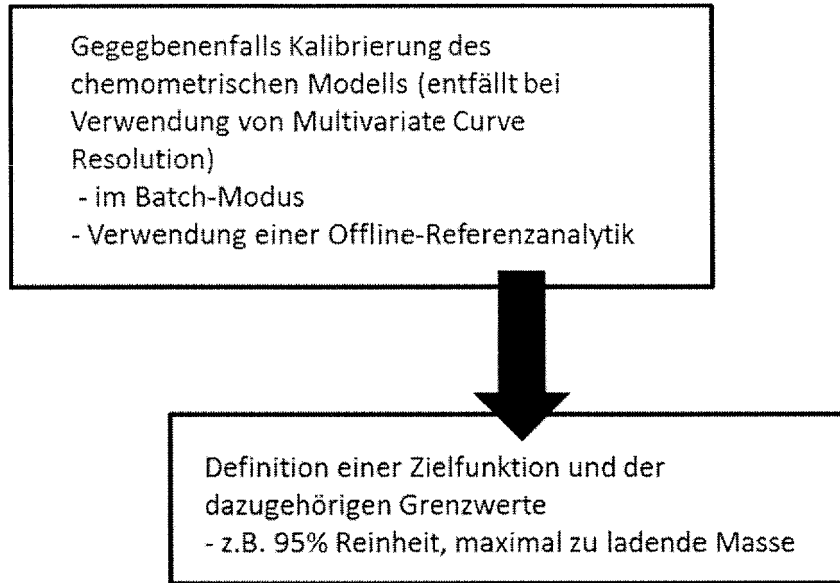 Gegegbenenfalls Kalibrierung des
chemometrischen Modells (entfällt bei
Verwendung von Multivariate Curve
Resolution)
- im Batch-Modus
- Verwendung einer Offline-Referenzanalytik
Definition einer Zielfunktion und der
dazugehörigen Grenzwerte
- z.B. 95% Reinheit, maximal zu ladende Masse